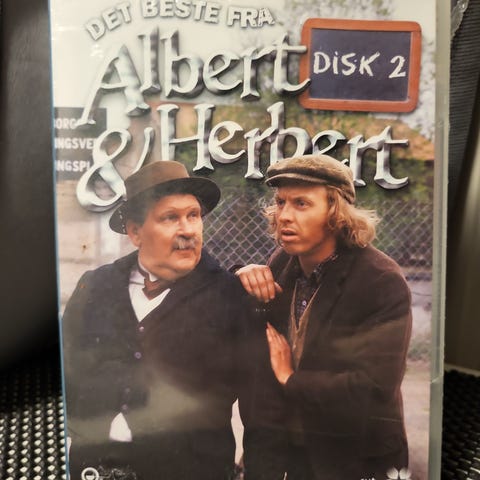 DET BESTE FRA
Albert
& Herbert
DiSK 2